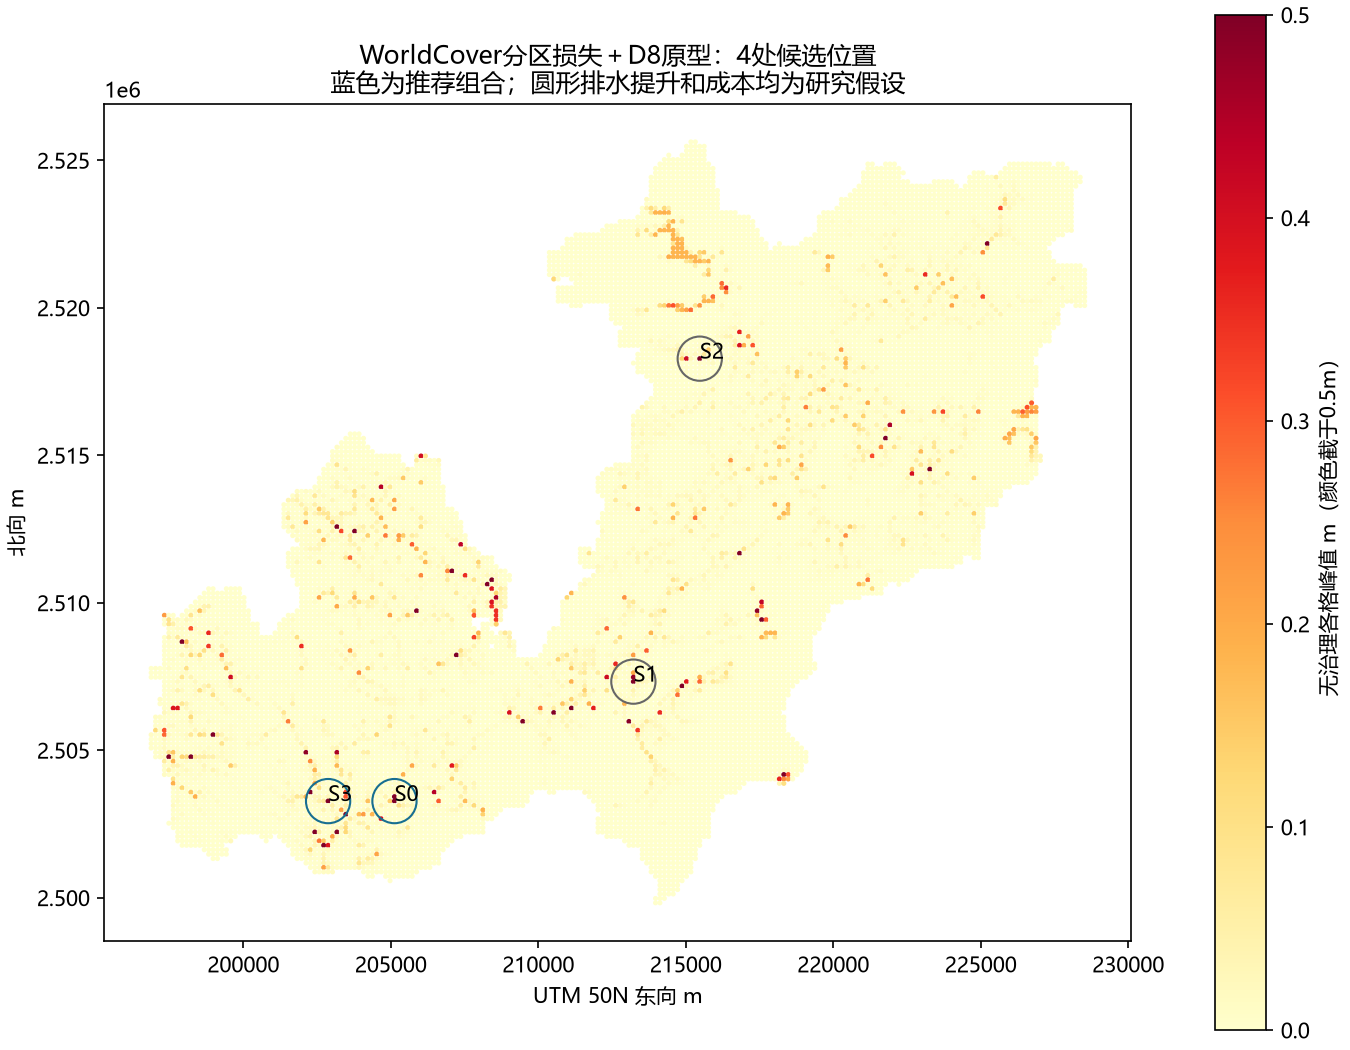 WorldCover分区损失＋D8原型：4处候选位置
蓝色为推荐组合；圆形排水提升和成本均为研究假设
1e6
2.525
2.520
2.515
2.510
2.505
2.500
北向 m
S2
S1
S3
S0
200000
205000
210000
215000
220000
225000
230000
UTM 50N 东向 m
0.5
0.4
0.3
0.2
0.1
0.0
无治理各格峰值 m（颜色截于0.5m）